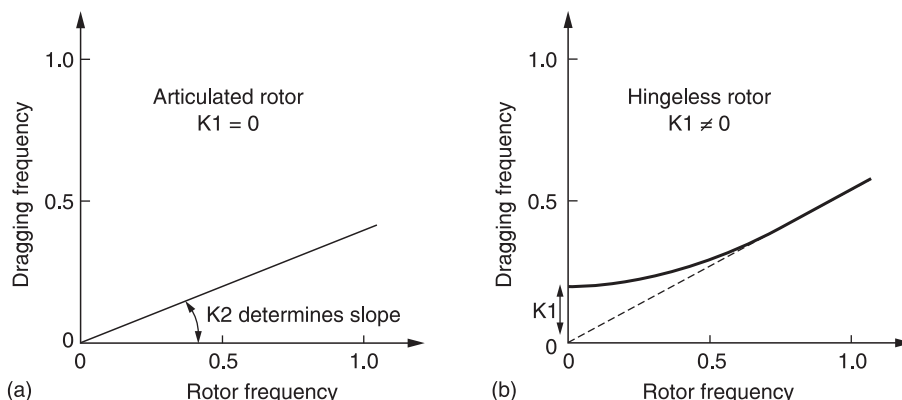 1.0
Articulated rotor
K1 = 0
Dragging frequency
0.5
K2 determines slope
0
0
0.5
1.0
(a)
Rotor frequency
1.0
Hingeless rotor
K1 ≠ 0
Dragging frequency
0.5
K1
0
0
0.5
1.0
(b)
Rotor frequency